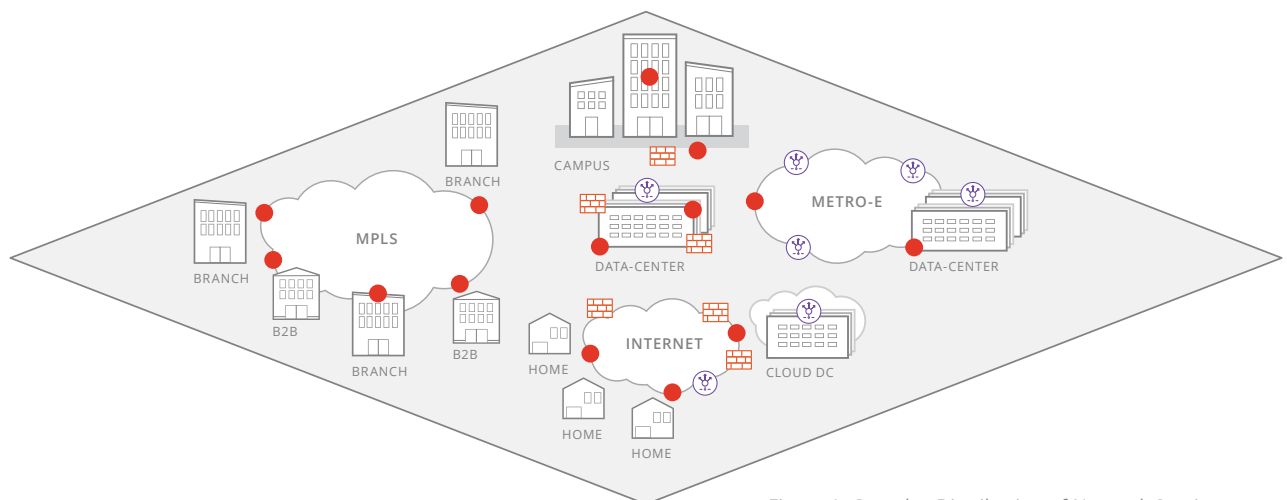 CAMPUS
BRANCH
MPLS
METRO-E
BRANCH
DATA-CENTER
DATA-CENTER
B2B
B2B
BRANCH
INTERNET
HOME
CLOUD DC
HOME
HOME